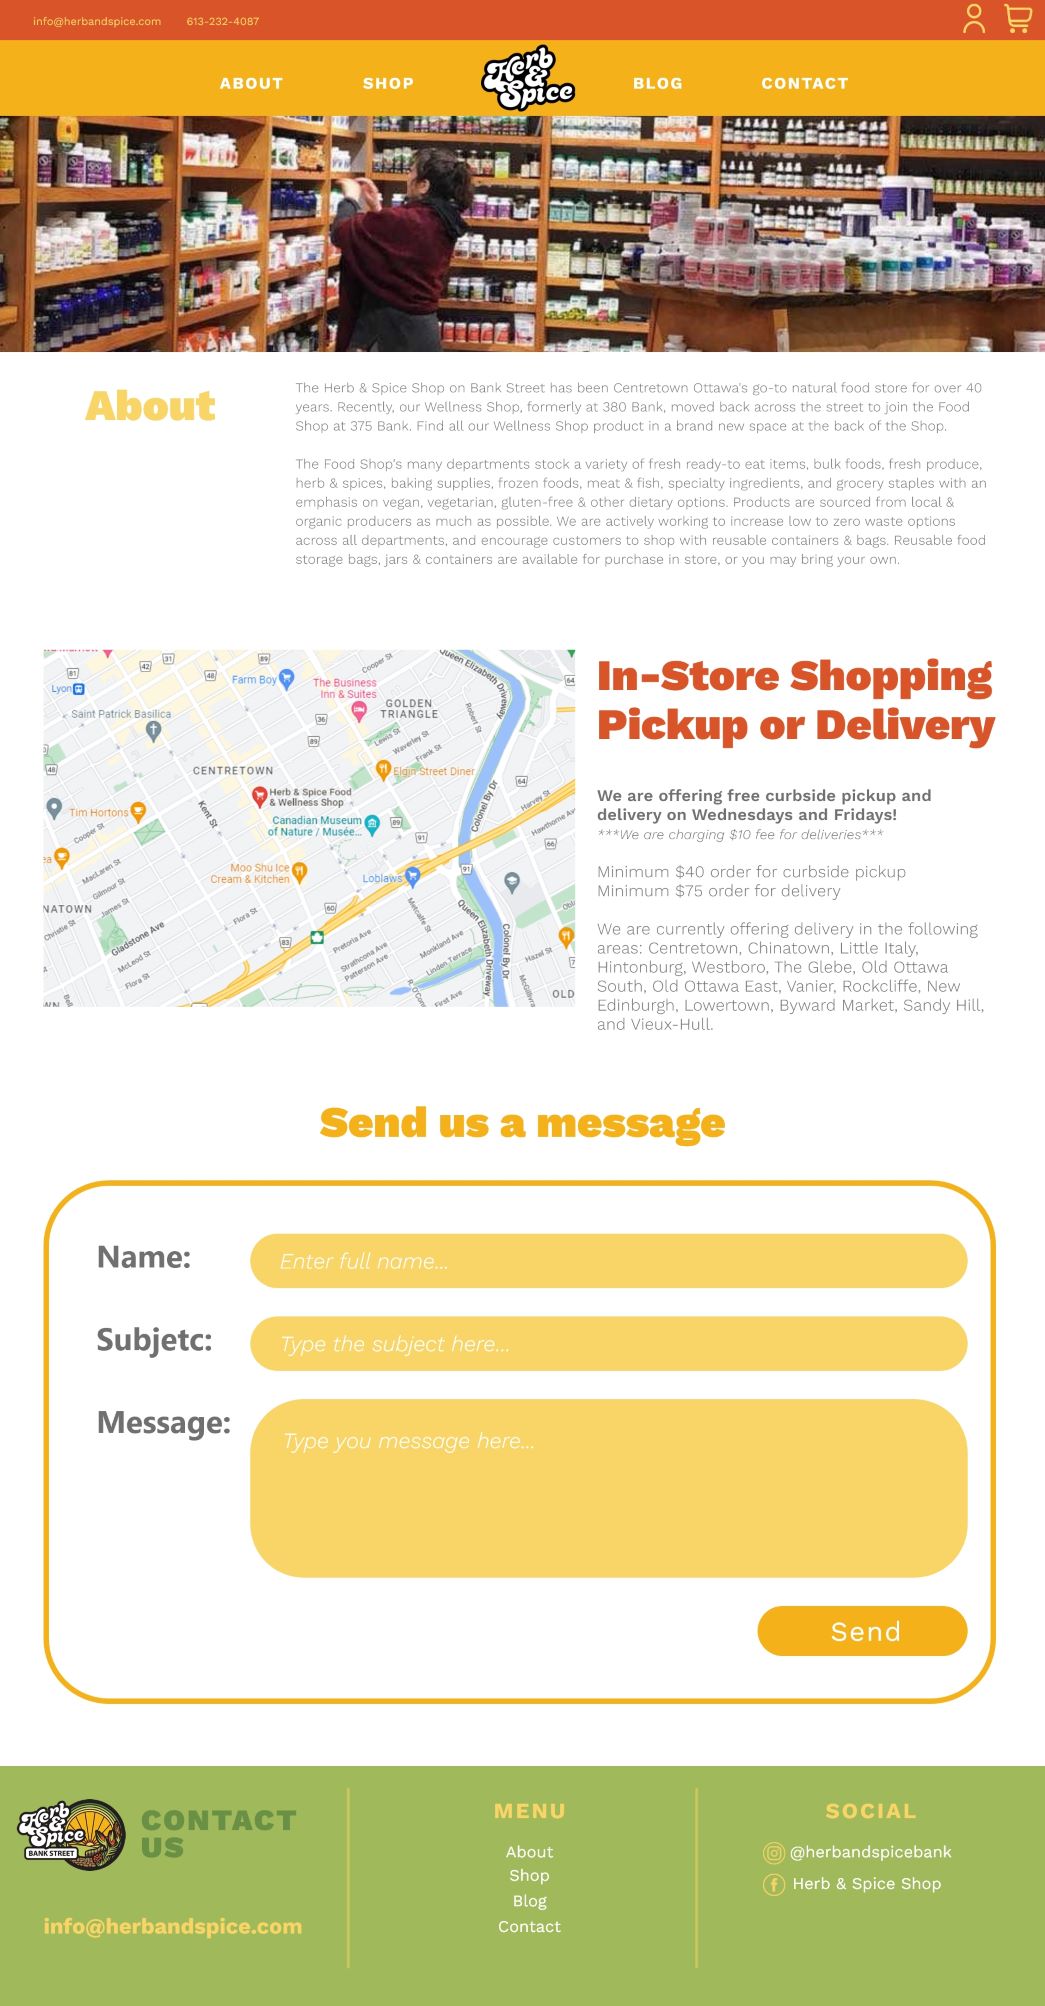 info@herbandspice.com 613-232-4087
ABOUT SHOP Herb & Spice BLOG CONTACT
About
The Herb & Spice Shop on Bank Street has been Centretown Ottawa's go-to natural food store for over 40
years. Recently, our Wellness Shop, formerly at 380 Bank, moved back across the street to join the Food
Shop at 375 Bank. Find all our Wellness Shop product in a brand new space at the back of the Shop.
The Food Shop's many departments stock a variety of fresh ready-to eat items, bulk foods, fresh produce,
herb & spices, baking supplies, frozen foods, meat & fish, specialty ingredients, and grocery staples with an
emphasis on vegan, vegetarian, gluten-free & other dietary options. Products are sourced from local &
organic producers as much as possible. We are actively working to increase low to zero waste options
across all departments, and encourage customers to shop with reusable containers & bags. Reusable food
storage bags, jars & containers are available for purchase in store, or you may bring your own.
Queen Elizabeth Driveway
Cooper St
Farm Boy
The Business
Inn & Suites
Lyon
GOLDEN
TRIANGLE
Saint Patrick Basilica
Robert St
Lewis St
Waverley St
Frank St
CENTRETOWN
Elgin Street Diner
Herb & Spice Food
& Wellness Shop
Kent St
Colonel By Dr
Harvey St
Tim Hortons
Canadian Museum
of Nature / Musée...
Hawthorne Av
Cooper St
MacLaren St
Gilmour St
James St
Moo Shu Ice
Cream & Kitchen
Loblaws
NATOWN
Christie St
Flora St
Gladstone Ave
McLeod St
Flora St
Metcalfe St
Queen Elizabeth Driveway
Colonel By Dr
Pretoria Ave
Strathcona Av
Patterson Ave
Monkland Ave
Linden Terrace
Hazel St
First Ave
OLD
In-Store Shopping
Pickup or Delivery
We are offering free curbside pickup and
delivery on Wednesdays and Fridays!
***We are charging $10 fee for deliveries***
Minimum $40 order for curbside pickup
Minimum $75 order for delivery
We are currently offering delivery in the following
areas: Centretown, Chinatown, Little Italy,
Hintonburg, Westboro, The Glebe, Old Ottawa
South, Old Ottawa East, Vanier, Rockcliffe, New
Edinburgh, Lowertown, Byward Market, Sandy Hill,
and Vieux-Hull.
Send us a message
Name: Enter full name...
Subjetc: Type the subject here...
Message: Type you message here...
Send
Herb & Spice
BANK STREET
CONTACT
US
info@herbandspice.com
MENU
About
Shop
Blog
Contact
SOCIAL
@herbandspicebank
Herb & Spice Shop